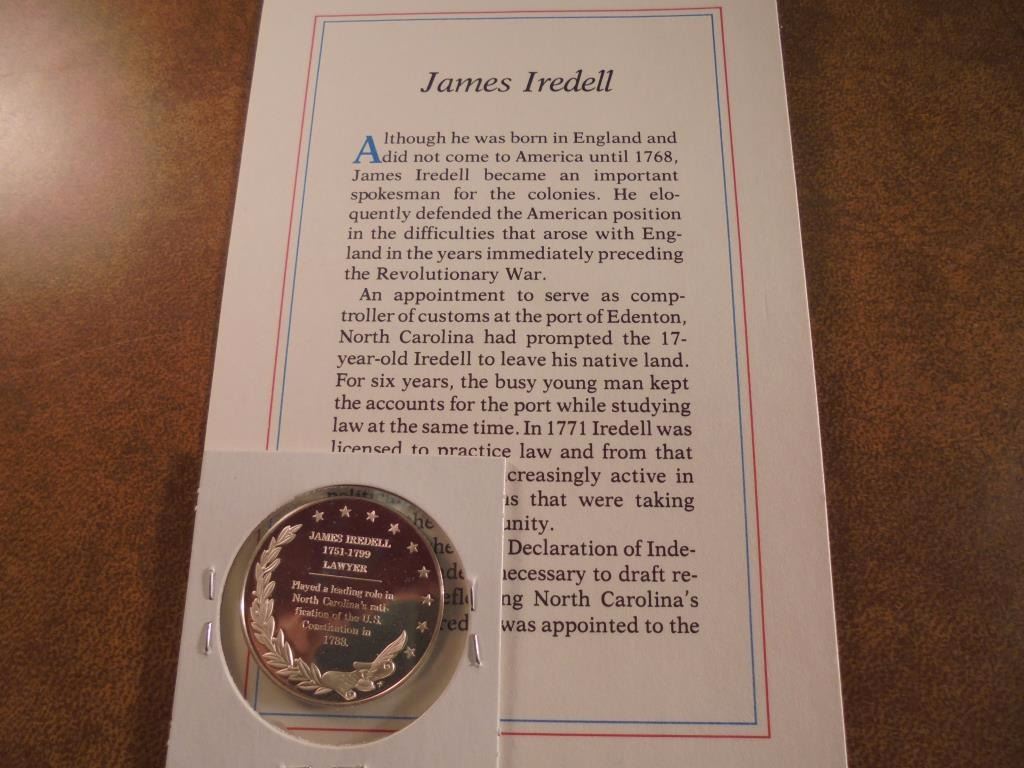 James Iredell
Although he was born in England and
did not come to America until 1768,
James Iredell became an important
spokesman for the colonies. He elo-
quently defended the American position
in the difficulties that arose with Eng-
land in the years immediately preceding
the Revolutionary War.
An appointment to serve as comp-
troller of customs at the port of Edenton,
North Carolina had prompted the 17-
year-old Iredell to leave his native land.
For six years, the busy young man kept
the accounts for the port while studying
law at the same time. In 1771 Iredell was
licensed to practice law and from that
creasingly active in
that were taking
unity.
Declaration of Inde-
necessary to draft re-
ng North Carolina's
was appointed to the
JAMES IREDELL
1751-1799
LAWYER
Played a leading role in
North Carolina's rati-
fication of the U.S.
Constitution in
1788.